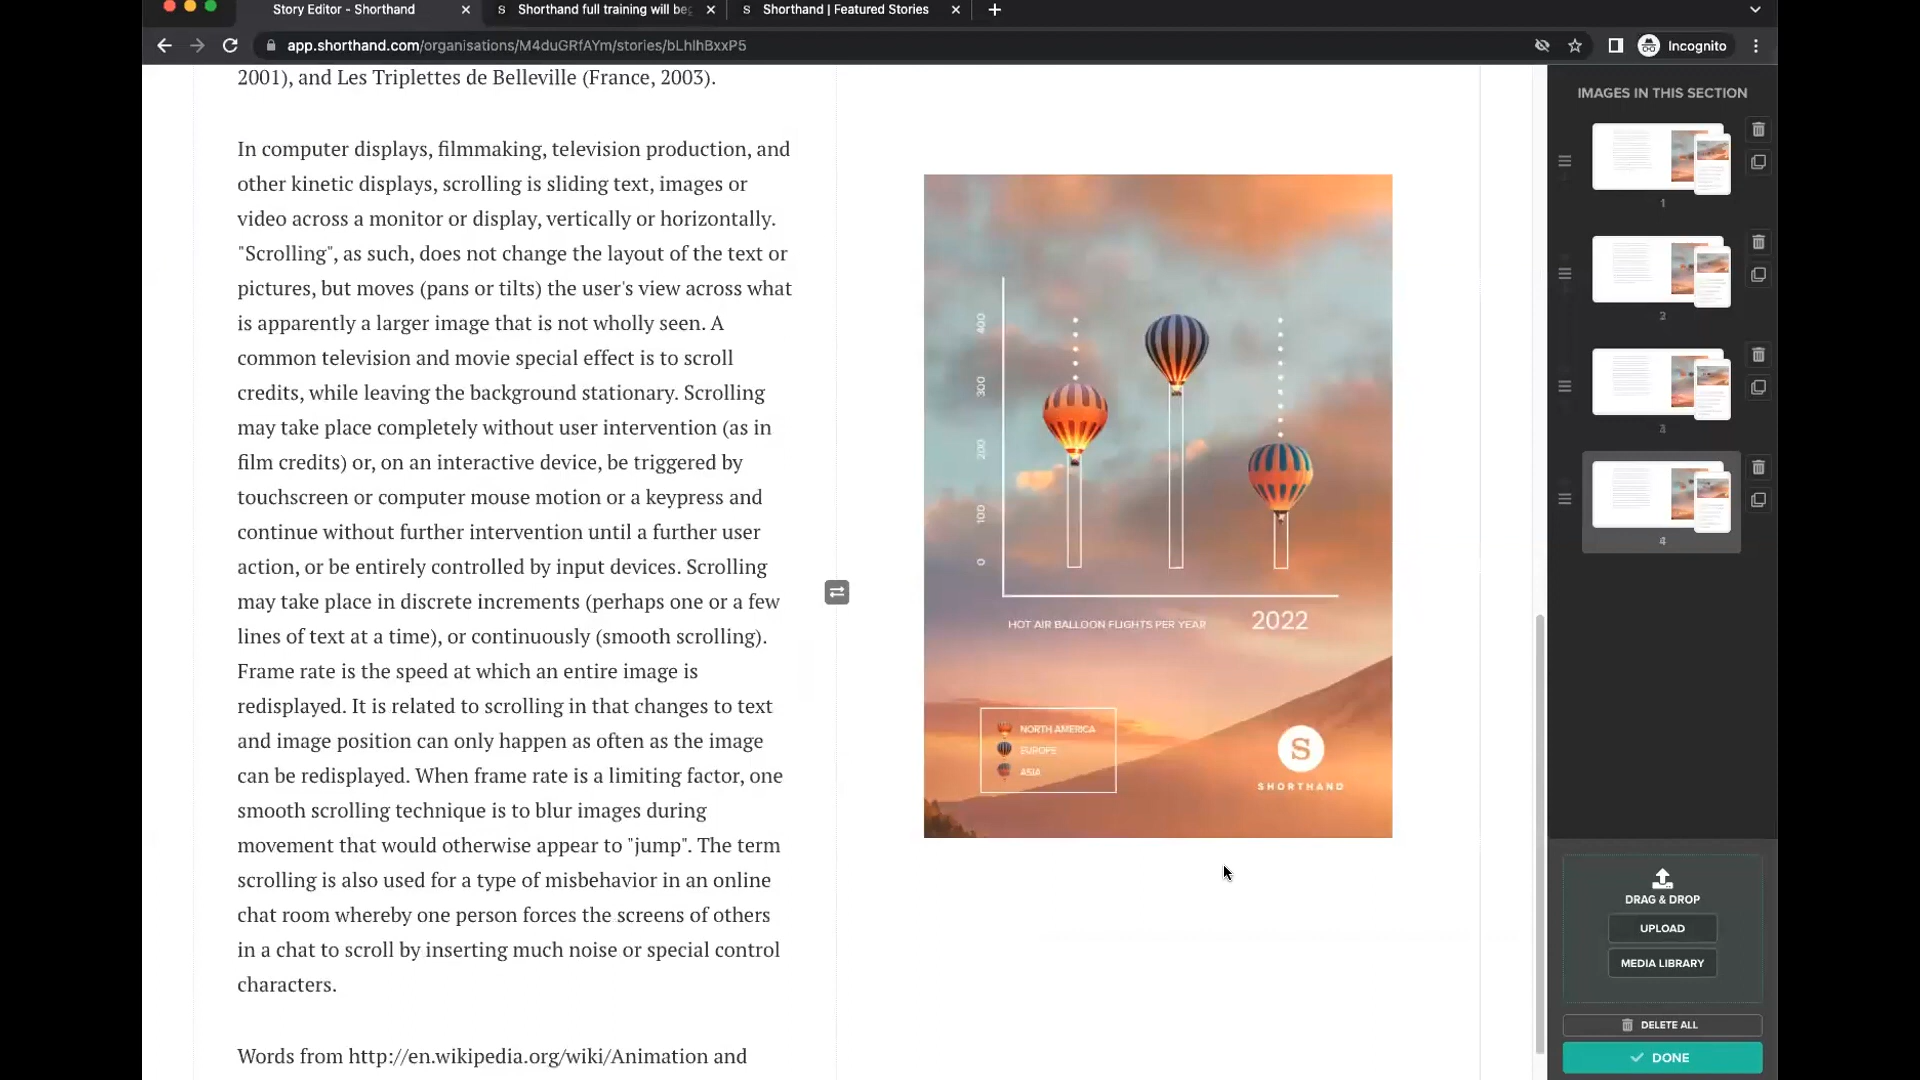 Story Editor - Shorthand
Shorthand full training will be
Shorthand | Featured Stories
app.shorthand.com/organisations/M4duGRfAYm/stories/bLhlhBxxP5
Incognito
2001), and Les Triplettes de Belleville (France, 2003).
In computer displays, filmmaking, television production, and
other kinetic displays, scrolling is sliding text, images or
video across a monitor or display, vertically or horizontally.
"Scrolling", as such, does not change the layout of the text or
pictures, but moves (pans or tilts) the user's view across what
is apparently a larger image that is not wholly seen. A
common television and movie special effect is to scroll
credits, while leaving the background stationary. Scrolling
may take place completely without user intervention (as in
film credits) or, on an interactive device, be triggered by
touchscreen or computer mouse motion or a keypress and
continue without further intervention until a further user
action, or be entirely controlled by input devices. Scrolling
may take place in discrete increments (perhaps one or a few
lines of text at a time), or continuously (smooth scrolling).
Frame rate is the speed at which an entire image is
redisplayed. It is related to scrolling in that changes to text
and image position can only happen as often as the image
can be redisplayed. When frame rate is a limiting factor, one
smooth scrolling technique is to blur images during
movement that would otherwise appear to "jump". The term
scrolling is also used for a type of misbehavior in an online
chat room whereby one person forces the screens of others
in a chat to scroll by inserting much noise or special control
characters.
Words from http://en.wikipedia.org/wiki/Animation and
400
300
200
100
0
HOT AIR BALLOON FLIGHTS PER YEAR
2022
NORTH AMERICA
EUROPE
ASIA
S
SHORTHAND
IMAGES IN THIS SECTION
1
2
3
4
DRAG & DROP
UPLOAD
MEDIA LIBRARY
DELETE ALL
DONE